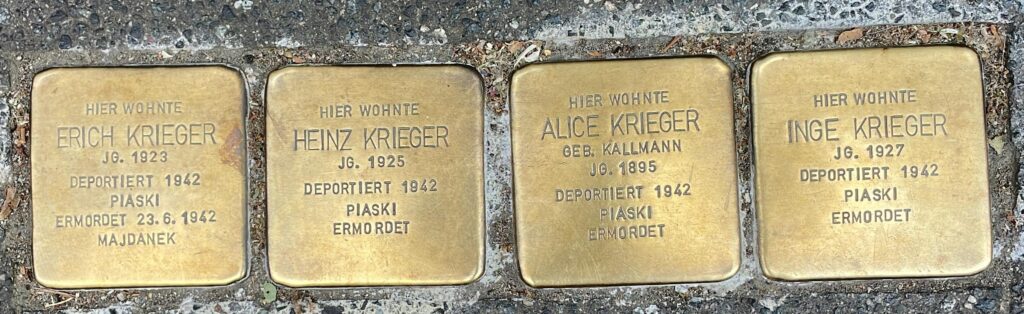 HIER WOHNTE
ERICH KRIEGER
JG. 1923
DEPORTIERT 1942
PIASKI
ERMORDET 23.6.1942
MAJDANEK
HIER WOHNTE
HEINZ KRIEGER
JG. 1925
DEPORTIERT 1942
PIASKI
ERMORDET
HIER WOHNTE
ALICE KRIEGER
GEB. KALLMANN
JG. 1895
DEPORTIERT 1942
PIASKI
ERMORDET
HIER WOHNTE
INGE KRIEGER
JG. 1927
DEPORTIERT 1942
PIASKI
ERMORDET